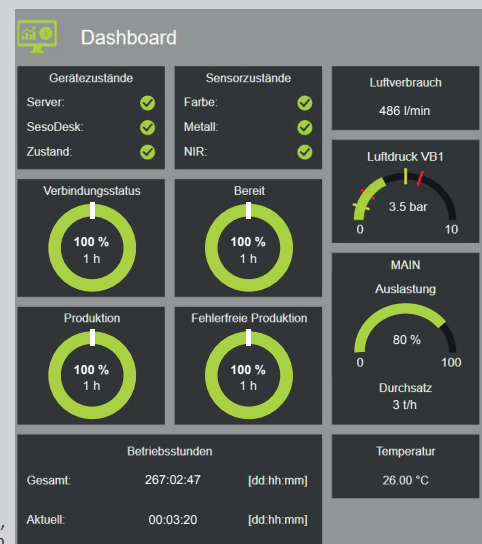 Dashboard
Gerätezustände
Server:
SesoDesk:
Zustand:
Sensorzustände
Farbe:
Metall:
NIR:
Luftverbrauch
486 l/min
Luftdruck VB1
3.5 bar
0 10
Verbindungsstatus
100 %
1 h
Bereit
100 %
1 h
MAIN
Auslastung
80 %
0 100
Durchsatz
3 t/h
Produktion
100 %
1 h
Fehlerfreie Produktion
100 %
1 h
Betriebsstunden
Gesamt: 267:02:47 [dd:hh:mm]
Aktuell: 00:03:20 [dd:hh:mm]
Temperatur
26.00 °C